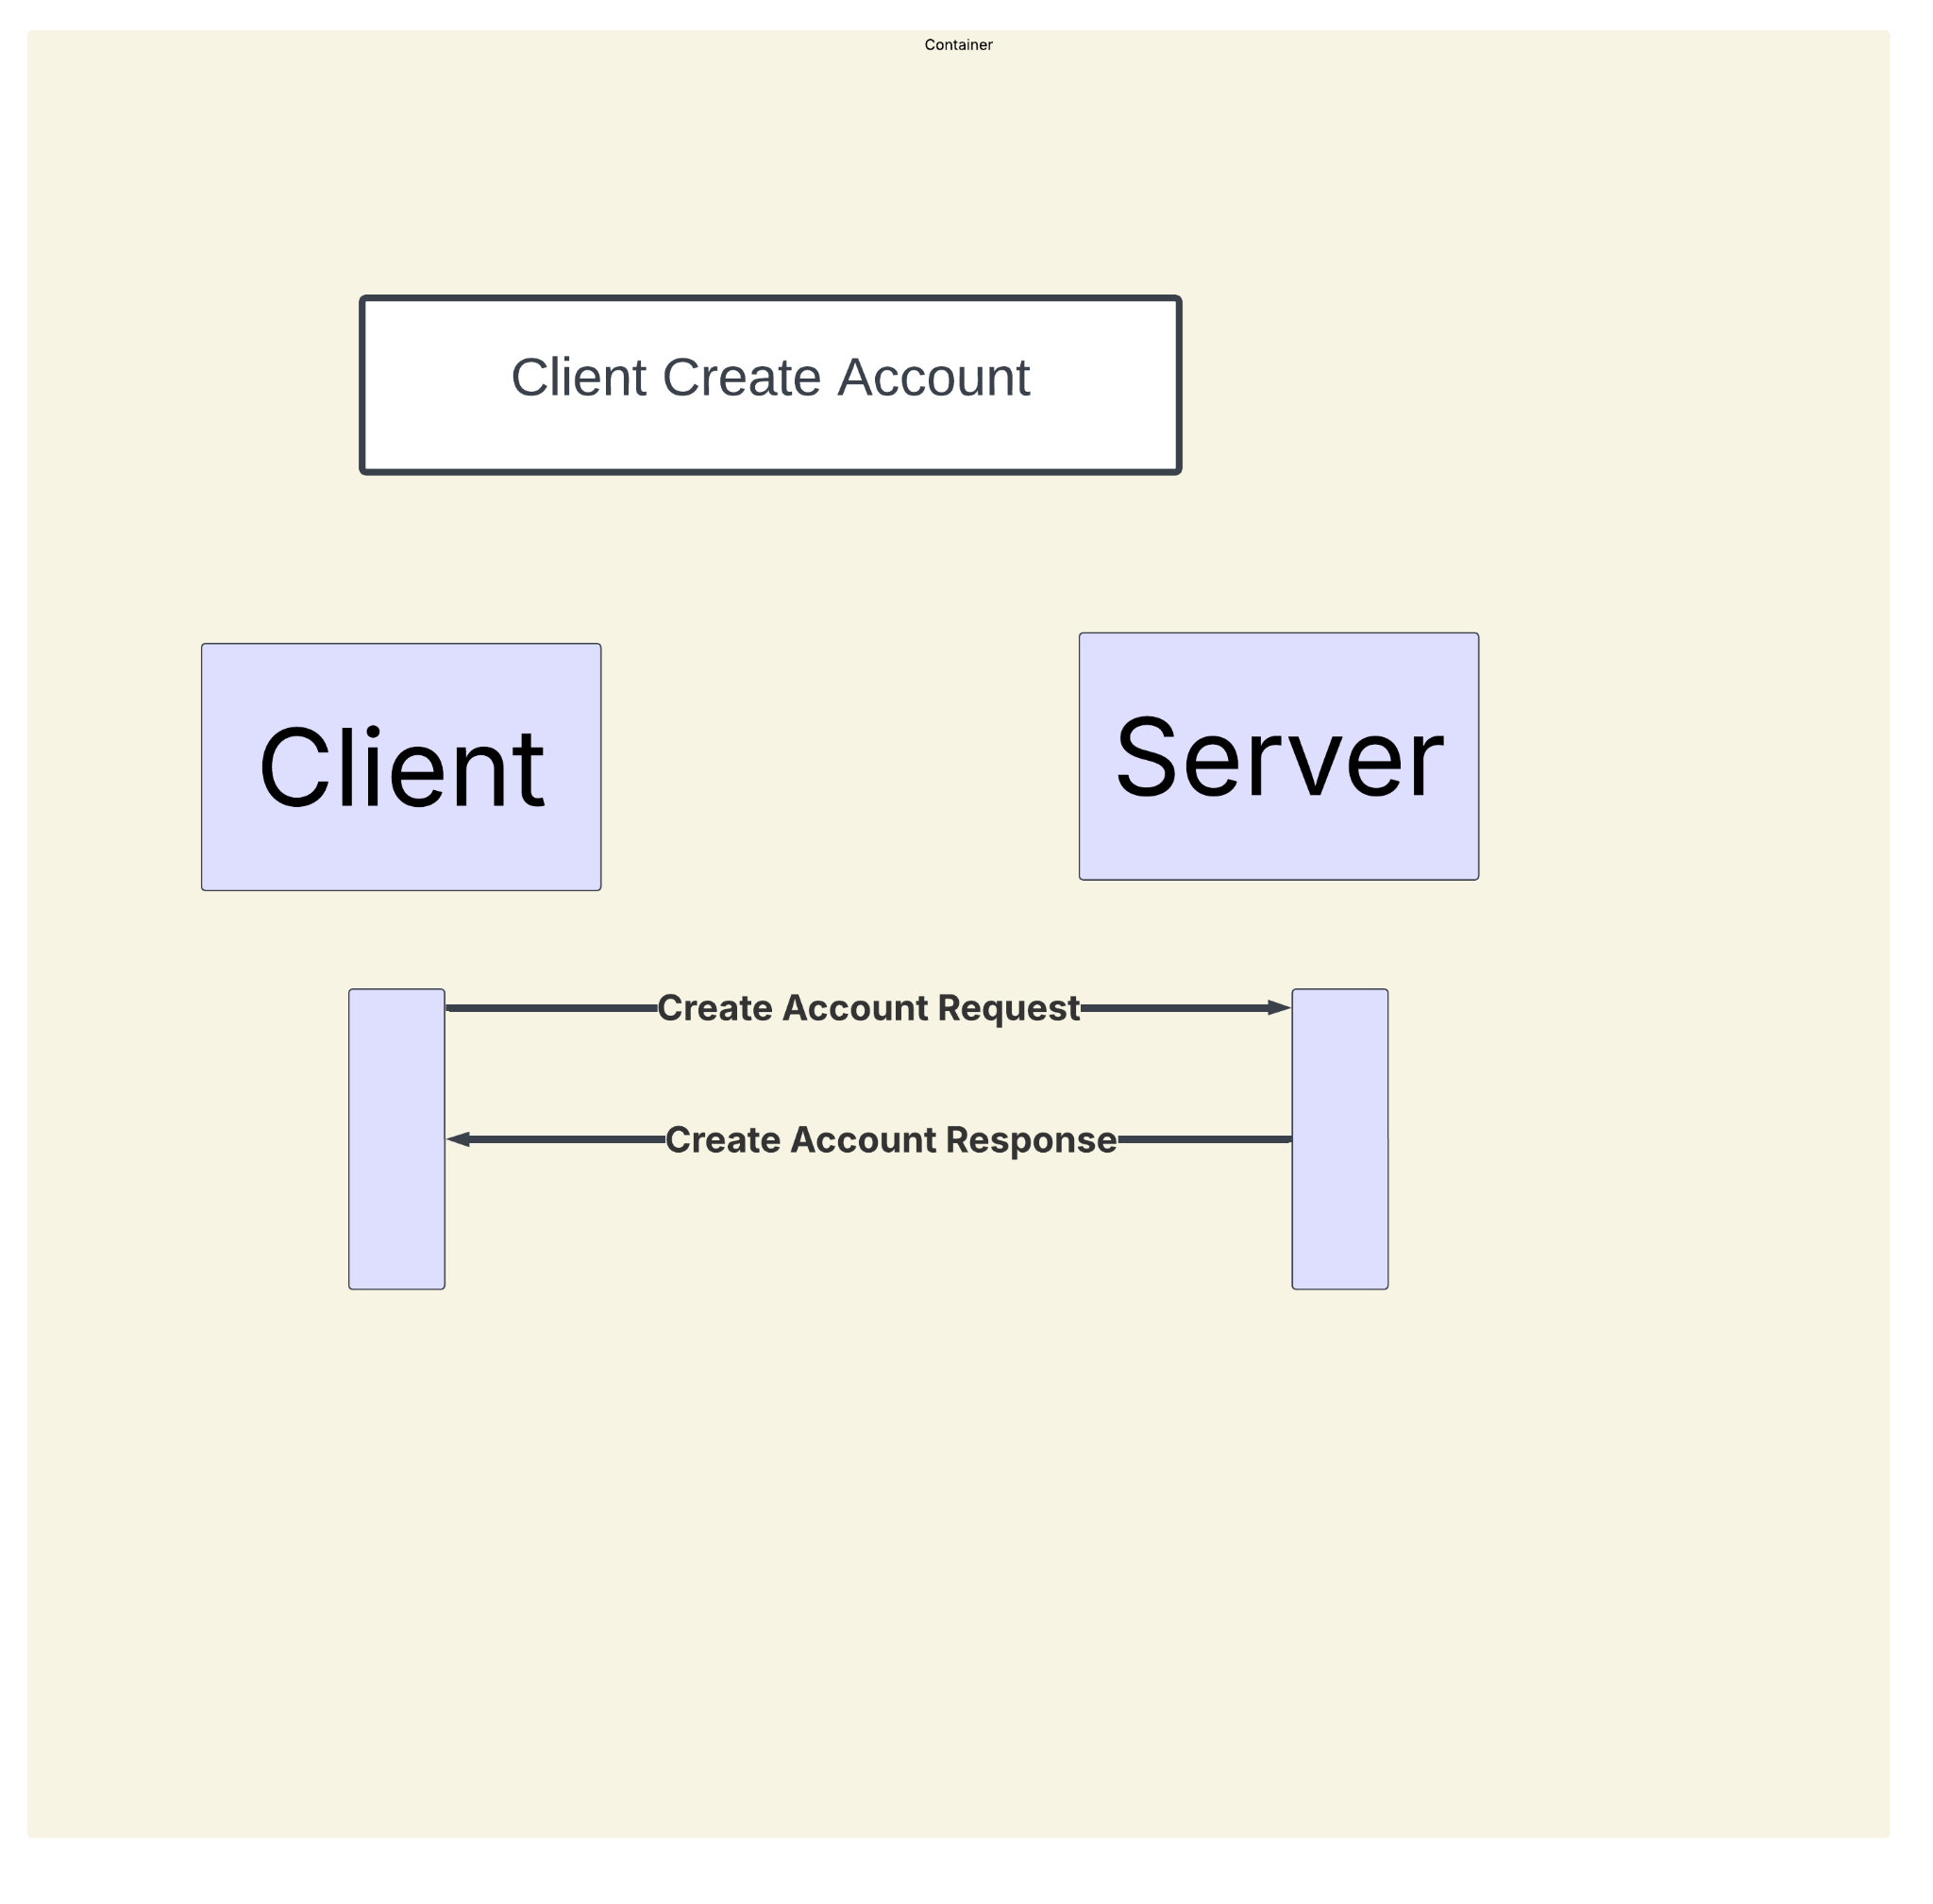 Container
Client Create Account
Client
Server
Create Account Request
Create Account Response